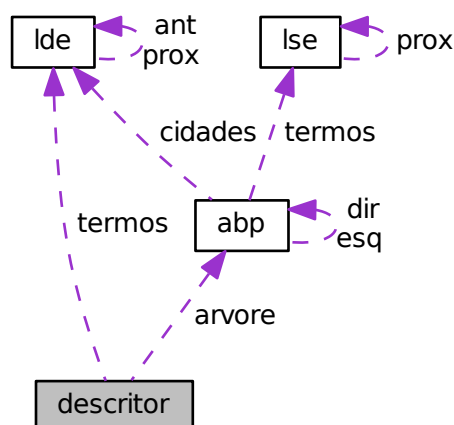 lde
ant
prox
lse
prox
cidades
termos
termos
abp
dir
esq
arvore
descritor